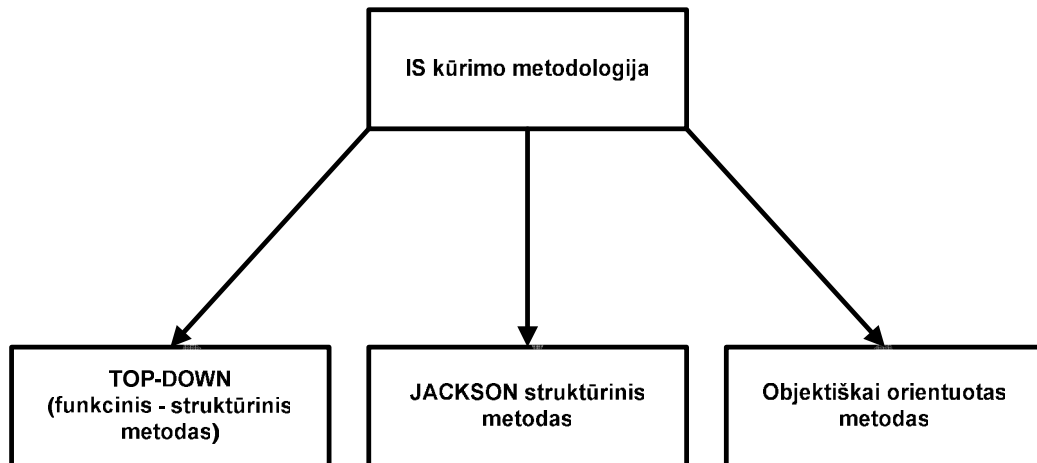 IS kūrimo metodologija
TOP-DOWN
(funkcinis - struktūrinis
metodas)
JACKSON struktūrinis
metodas
Objektiškai orientuotas
metodas